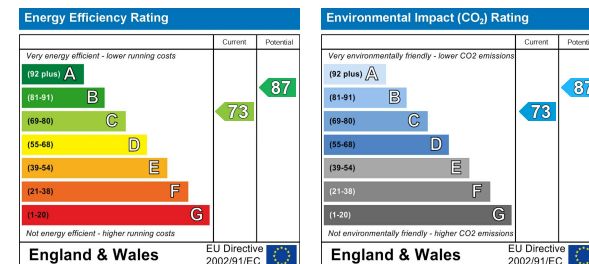 Energy Efficiency Rating
Current Potential
Very energy efficient - lower running costs
(92 plus) A
(81-91) B
(69-80) C
(55-68) D
(39-54) E
(21-38) F
(1-20) G
73
87
Not energy efficient - higher running costs
England & Wales
EU Directive
2002/91/EC
Environmental Impact (CO₂) Rating
Current Potenti
Very environmentally friendly - lower CO2 emissions
(92 plus) A
(81-91) B
(69-80) C
(55-68) D
(39-54) E
(21-38) F
(1-20) G
73
87
Not environmentally friendly - higher CO2 emissions
England & Wales
EU Directive
2002/91/EC